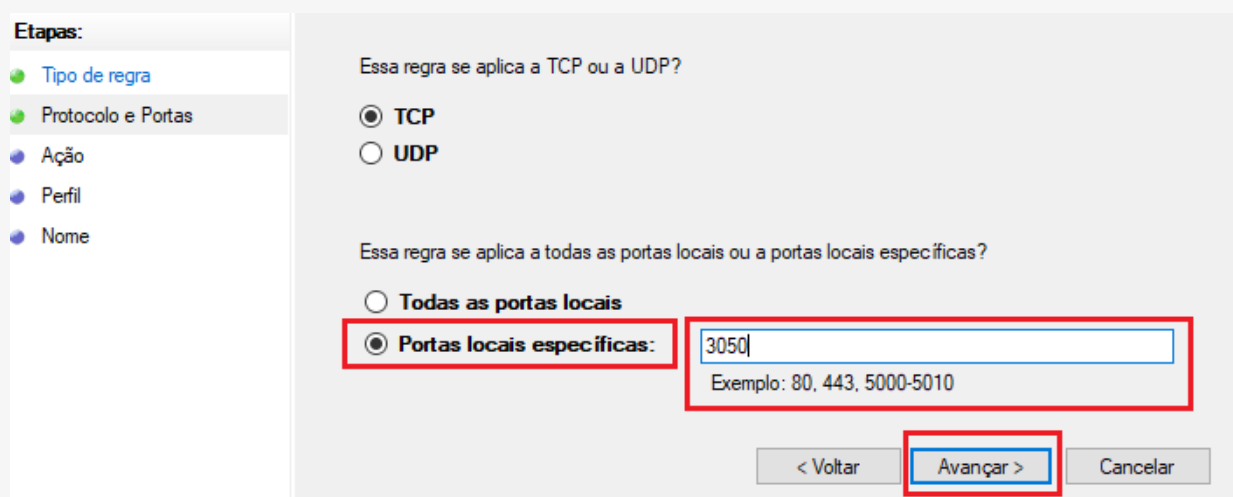 Etapas:
Tipo de regra
Protocolo e Portas
Ação
Perfil
Nome
Essa regra se aplica a TCP ou a UDP?
TCP
UDP
Essa regra se aplica a todas as portas locais ou a portas locais específicas?
Todas as portas locais
Portas locais específicas:
3050
Exemplo: 80, 443, 5000-5010
< Voltar
Avançar >
Cancelar